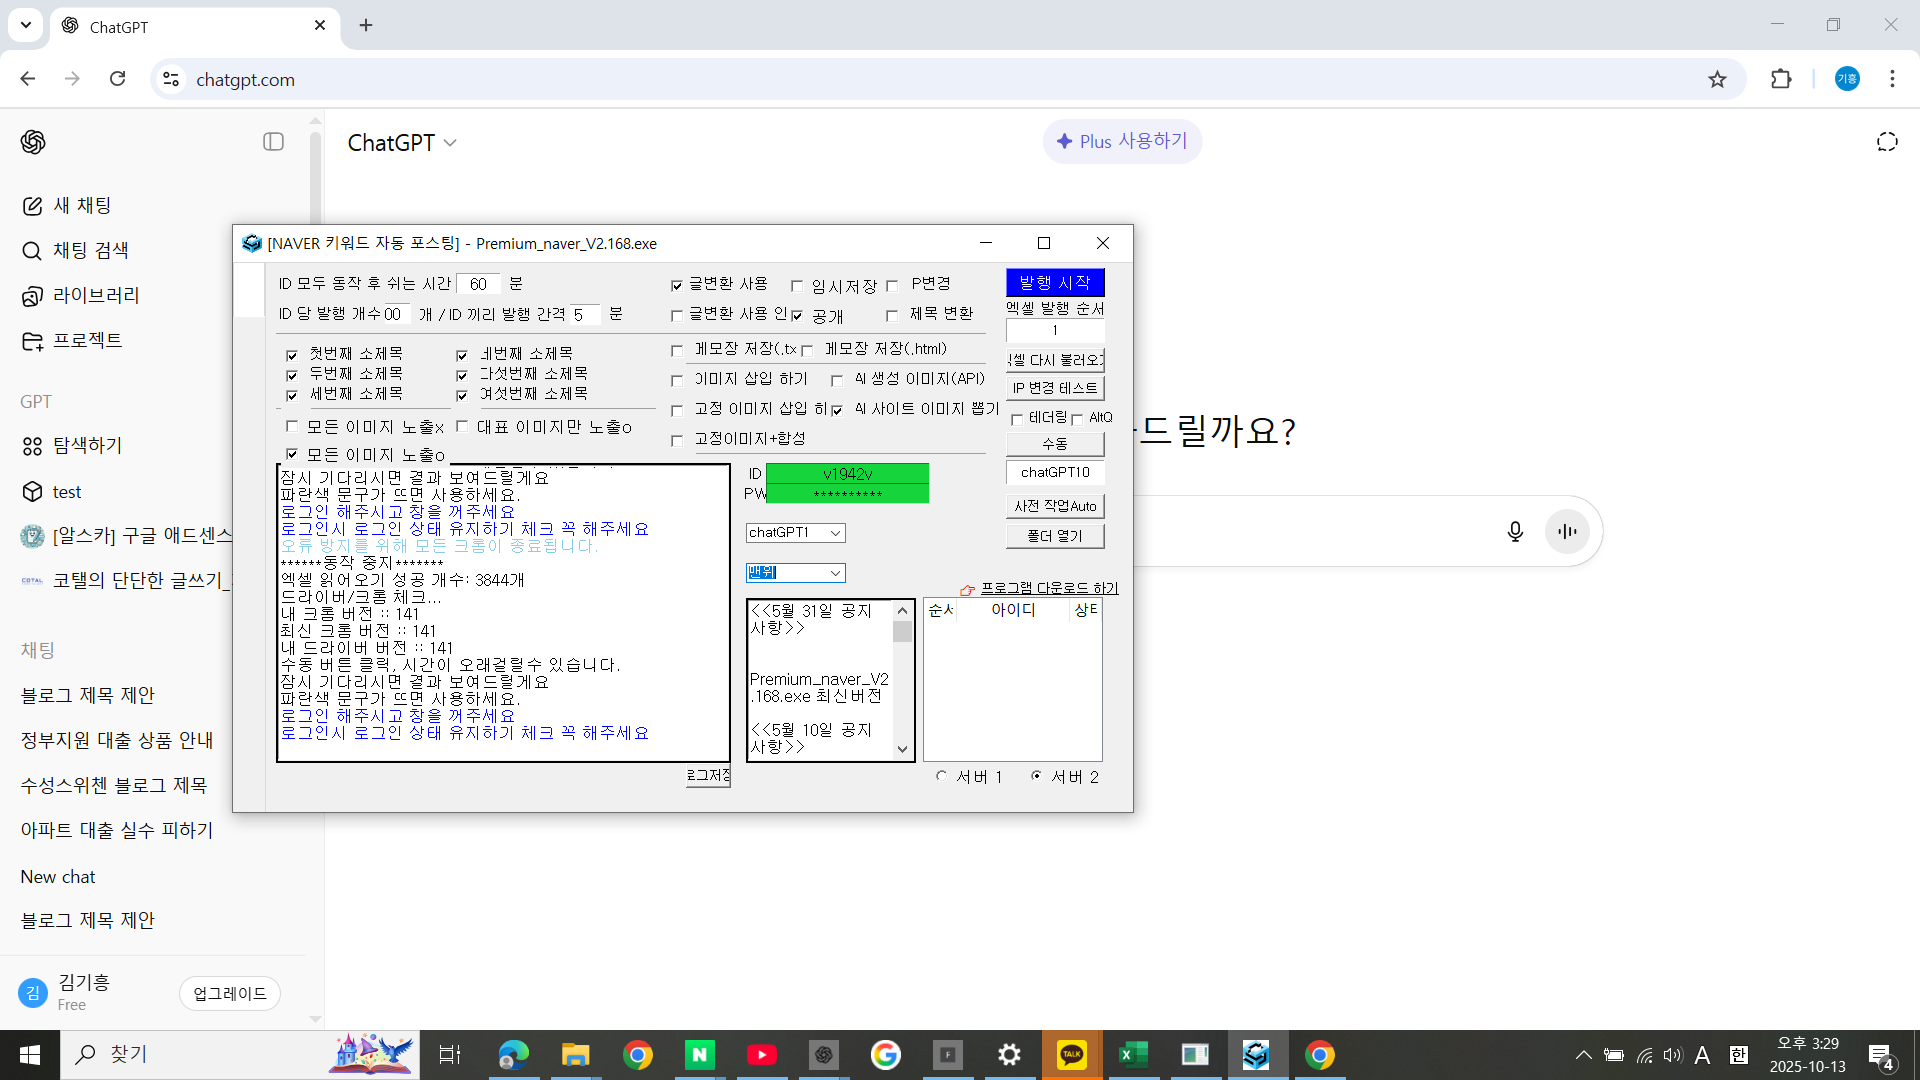 ChatGPT
chatgpt.com
기흥
ChatGPT
Plus 사용하기
새 채팅
채팅 검색
라이브러리
프로젝트
GPT
탐색하기
test
[알스카] 구글 애드센스
코텔의 단단한 글쓰기_
채팅
블로그 제목 제안
정부지원 대출 상품 안내
수성스위첸 블로그 제목
아파트 대출 실수 피하기
New chat
블로그 제목 제안
김
김기흥
Free
업그레이드
드릴까요?
[NAVER 키워드 자동 포스팅] - Premium_naver_V2.168.exe
ID 모두 동작 후 쉬는 시간 60 분
ID 당 발행 개수 00 개 / ID 끼리 발행 간격 5 분
글변환 사용 임시저장 P변경
글변환 사용 인 공개 제목 변환
첫번째 소제목 네번째 소제목
두번째 소제목 다섯번째 소제목
세번째 소제목 여섯번째 소제목
모든 이미지 노출x 대표 이미지만 노출o
모든 이미지 노출o
메모장 저장(.tx 메모장 저장(.html)
이미지 삽입 하기 AI 생성 이미지(API)
고정 이미지 삽입 히 AI 사이트 이미지 뽑기
고정이미지+합성
발행 시작
엑셀 발행 순서
1
엑셀 다시 불러오기
IP 변경 테스트
테더링 AltQ
수동
chatGPT10
사전 작업Auto
폴더 열기
잠시 기다리시면 결과 보여드릴게요
파란색 문구가 뜨면 사용하세요.
로그인 해주시고 창을 꺼주세요
로그인시 로그인 상태 유지하기 체크 꼭 해주세요
오류 방지를 위해 모든 크롬이 종료됩니다.
******동작 중지*******
엑셀 읽어오기 성공 개수: 3844개
드라이버/크롬 체크...
내 크롬 버전 :: 141
최신 크롬 버전 :: 141
내 드라이버 버전 :: 141
수동 버튼 클릭, 시간이 오래걸릴수 있습니다.
잠시 기다리시면 결과 보여드릴게요
파란색 문구가 뜨면 사용하세요.
로그인 해주시고 창을 꺼주세요
로그인시 로그인 상태 유지하기 체크 꼭 해주세요
로그저장
ID v1942v
PW **********
chatGPT1
맨위
프로그램 다운로드 하기
<<5월 31일 공지
사항>>
Premium_naver_V2
.168.exe 최신버전
<<5월 10일 공지
사항>>
순서 아이디 상태
서버 1 서버 2
찾기
N
F
TALK
A
한
오후 3:29
2025-10-13
4